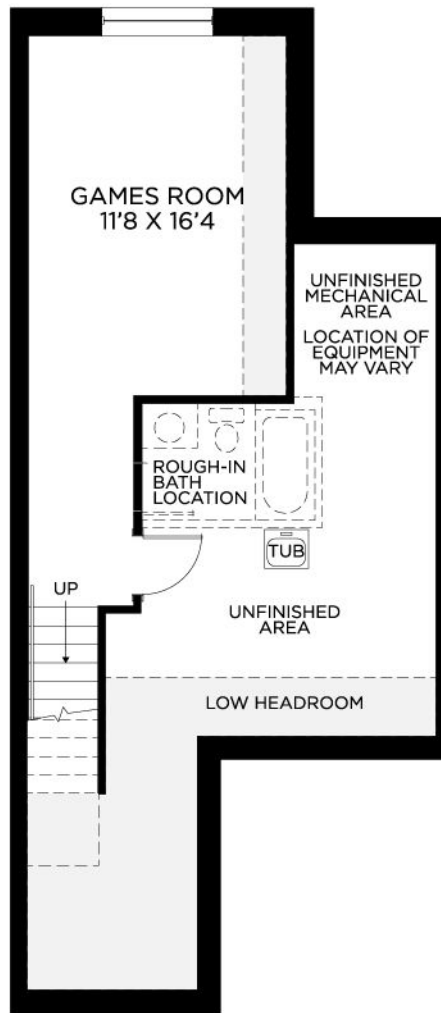 GAMES ROOM
11'8 X 16'4
UNFINISHED
MECHANICAL
AREA
LOCATION OF
EQUIPMENT
MAY VARY
ROUGH-IN
BATH
LOCATION
TUB
UP
UNFINISHED
AREA
LOW HEADROOM